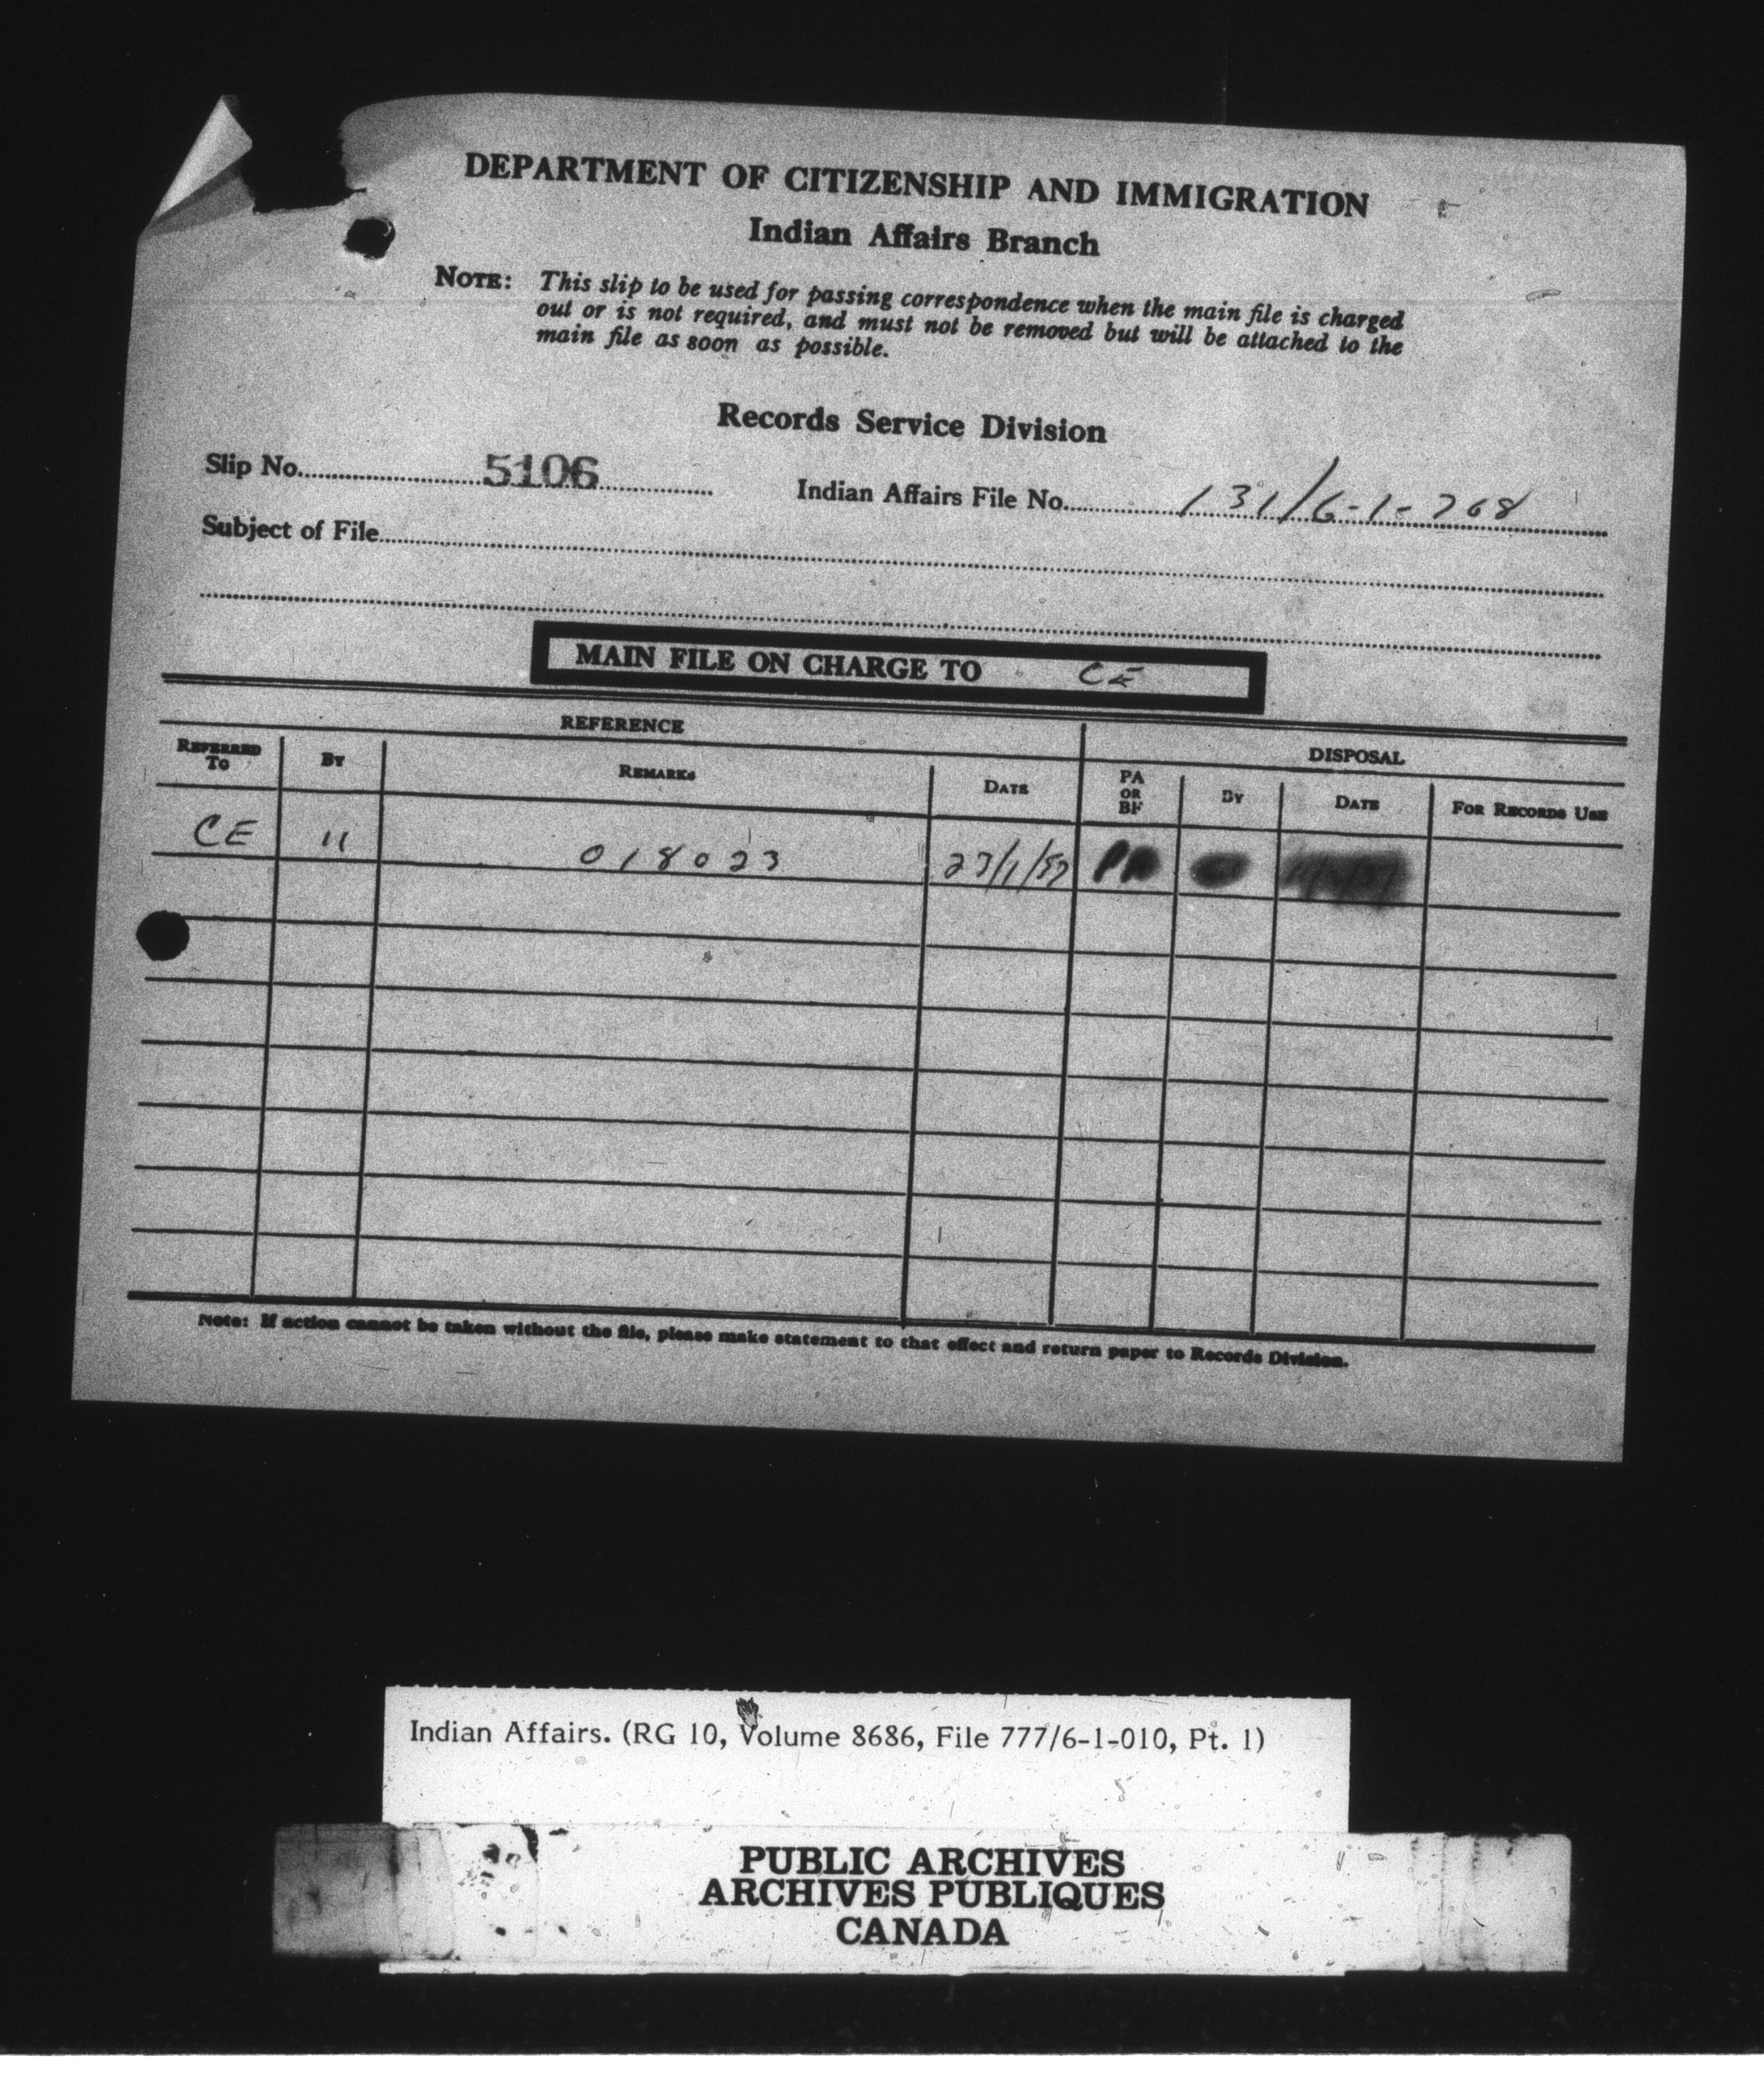 DEPARTMENT OF CITIZENSHIP AND IMMIGRATION
Indian Affairs Branch
NOTE: This slip to be used for passing correspondence when the main file is charged
out or is not required, and must not be removed but will be attached to the
main file as soon as possible.
Records Service Division
Slip No. 5106 Indian Affairs File No. 131/6-1-268
Subject of File
MAIN FILE ON CHARGE TO CE
REFERENCE DISPOSAL
REFERRED TO BY REMARKS DATE PA OR BF BY DATE FOR RECORDS USE
CE 11 018023 23/1/57 PA
Note: If action cannot be taken without the file, please make statement to that effect and return paper to Records Division.
Indian Affairs. (RG 10, Volume 8686, File 777/6-1-010, Pt. 1)
PUBLIC ARCHIVES
ARCHIVES PUBLIQUES
CANADA